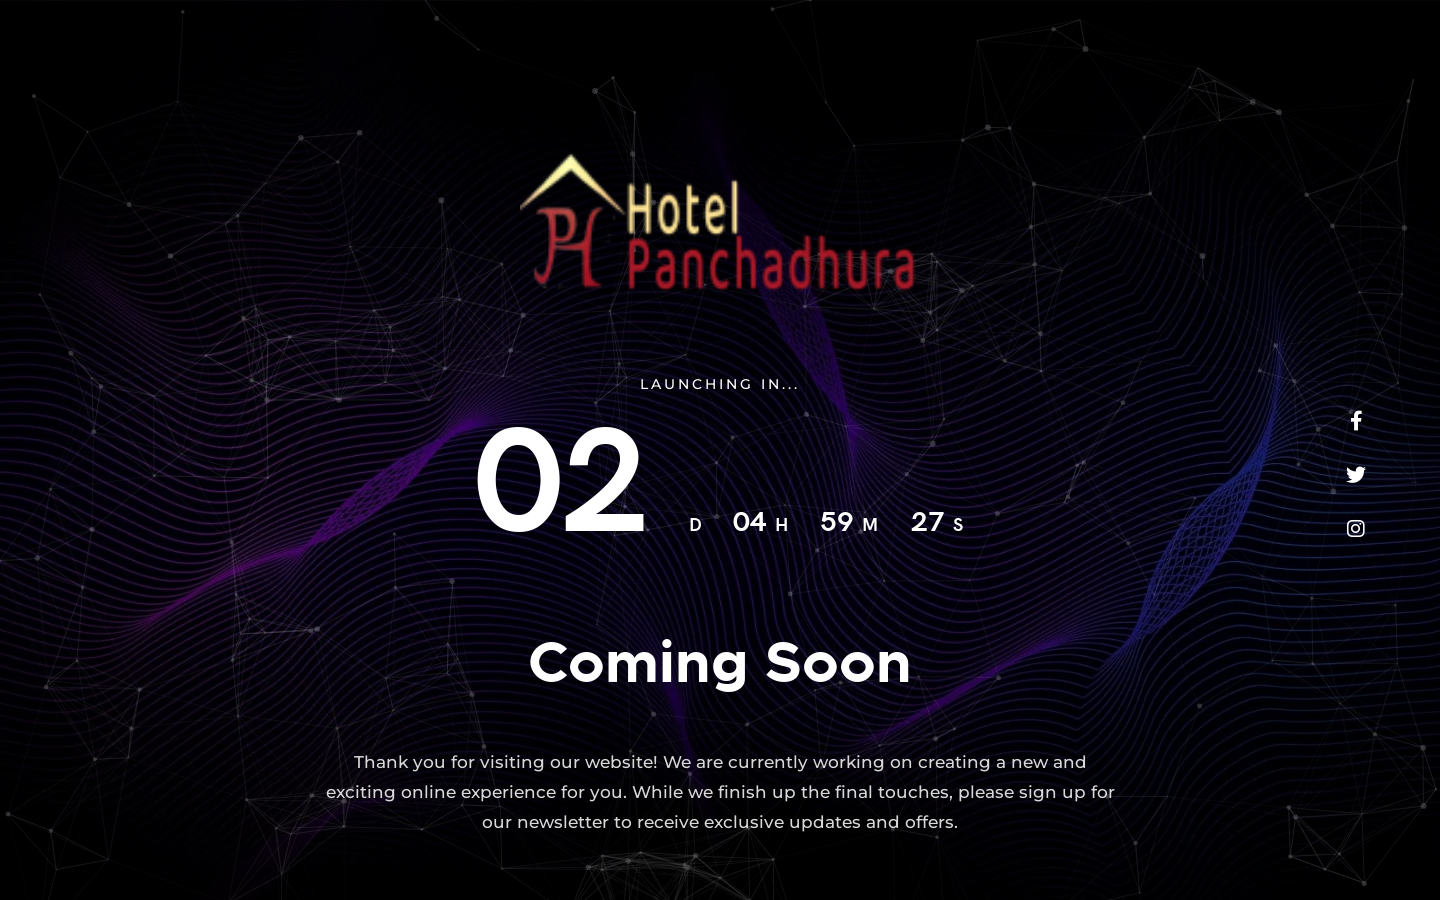 Hotel
PH Panchadhura
LAUNCHING IN...
02 D 04 H 59 M 27 S
Coming Soon
Thank you for visiting our website! We are currently working on creating a new and
exciting online experience for you. While we finish up the final touches, please sign up for
our newsletter to receive exclusive updates and offers.